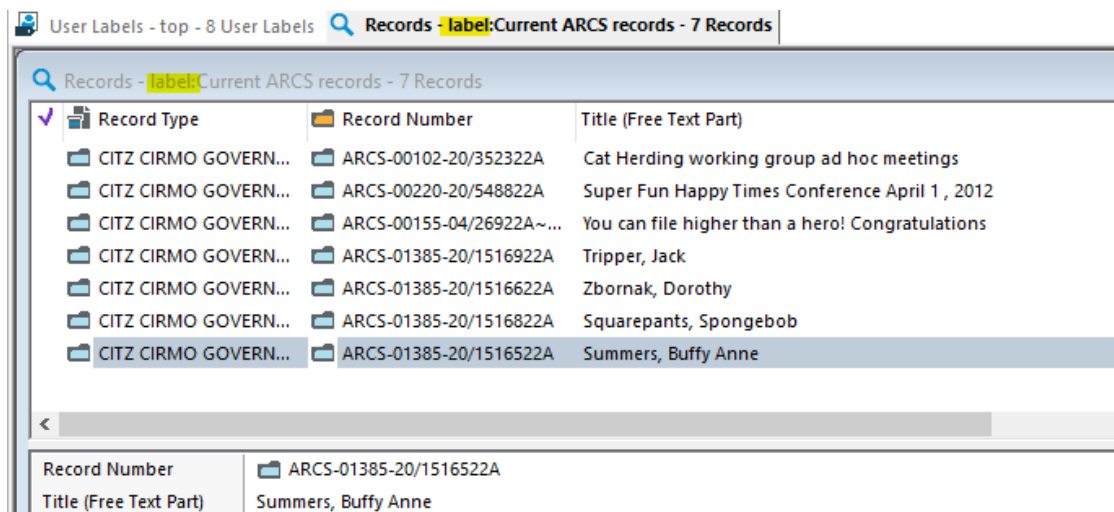 User Labels - top - 8 User Labels Records - label:Current ARCS records - 7 Records
Records - label:Current ARCS records - 7 Records
Record Type Record Number Title (Free Text Part)
CITZ CIRMO GOVERN... ARCS-00102-20/352322A Cat Herding working group ad hoc meetings
CITZ CIRMO GOVERN... ARCS-00220-20/548822A Super Fun Happy Times Conference April 1 , 2012
CITZ CIRMO GOVERN... ARCS-00155-04/26922A~... You can file higher than a hero! Congratulations
CITZ CIRMO GOVERN... ARCS-01385-20/1516922A Tripper, Jack
CITZ CIRMO GOVERN... ARCS-01385-20/1516622A Zbornak, Dorothy
CITZ CIRMO GOVERN... ARCS-01385-20/1516822A Squarepants, Spongebob
CITZ CIRMO GOVERN... ARCS-01385-20/1516522A Summers, Buffy Anne
Record Number ARCS-01385-20/1516522A
Title (Free Text Part) Summers, Buffy Anne